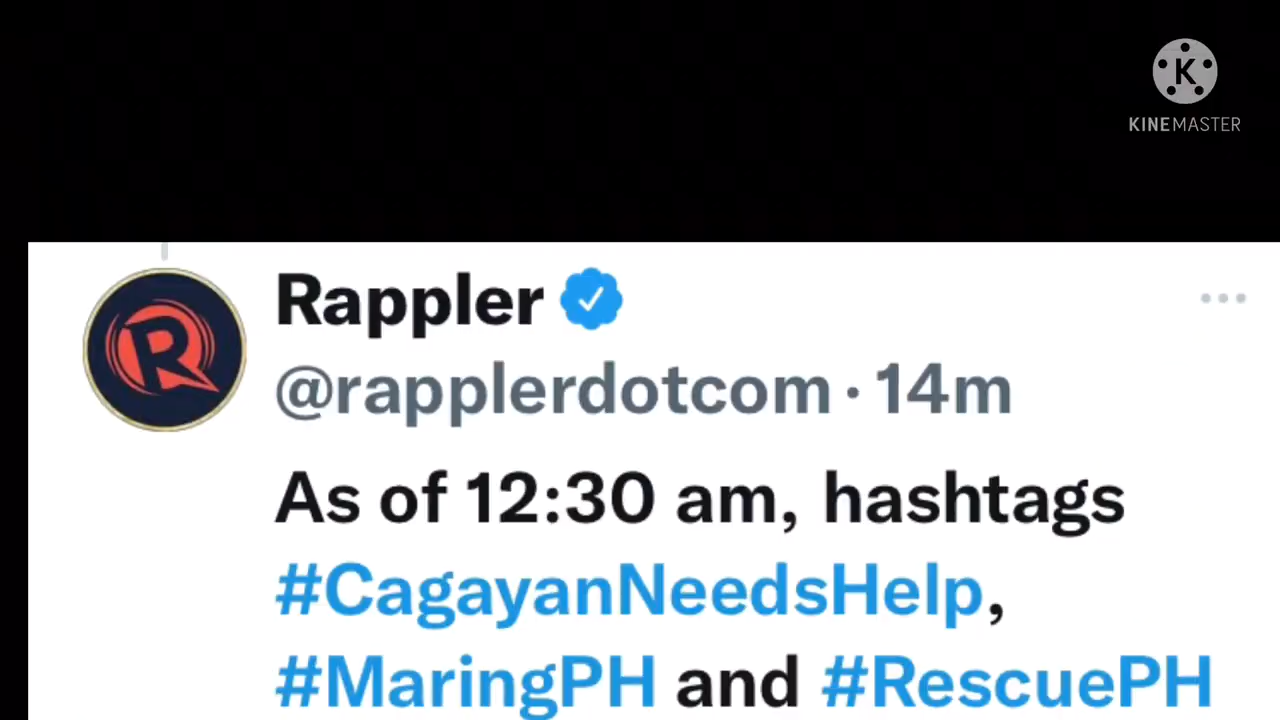 K
KINEMASTER
R
Rappler
@rapplerdotcom · 14m
As of 12:30 am, hashtags
#CagayanNeedsHelp,
#MaringPH and #RescuePH